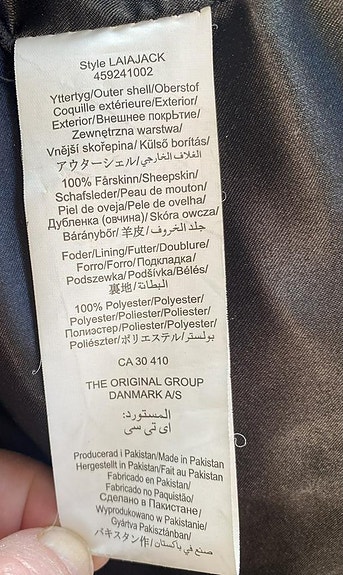 Style LAIAJACK
459241002
Yttertyg/Outer shell/Oberstof
Coquille extérieure/Exterior/
Exterior/Внешнее покрЬтие/
Zewnętrzna warstwa/
Vnější skořepina/ Külső borítás/
アウターシェル/الغلاف الخارجي/
100% Fårskinn/Sheepskin/
Schafsleder/Peau de mouton/
Piel de oveja/Pele de ovelha/
Дубленка (овчина)/ Skóra owcza/
Báránybőr/ 羊皮/ جلد الخروف/
Foder/Lining/Futter/Doublure/
Forro/Forro/Подкладка/
Podszewka/Podšívka/Bélés/
裏地/ البطانة/
100% Polyester/Polyester/
Polyester/Poliester/Poliester/
Полиэстер/Poliester/Polyester/
Poliészter/ポリエステル/بولستر/
CA 30 410
THE ORIGINAL GROUP
DANMARK A/S
المستورد:
اى تى سى
Producerad i Pakistan/Made in Pakistan
Hergestellt in Pakistan/Fait au Pakistan
Fabricado en Pakistan/
Fabricado no Paquistão/
Сделано в Пакистане/
Wyprodukowano w Pakistanie/
Gyártva Pakisztánban/
パキスタン作/ صنع في باكستان/